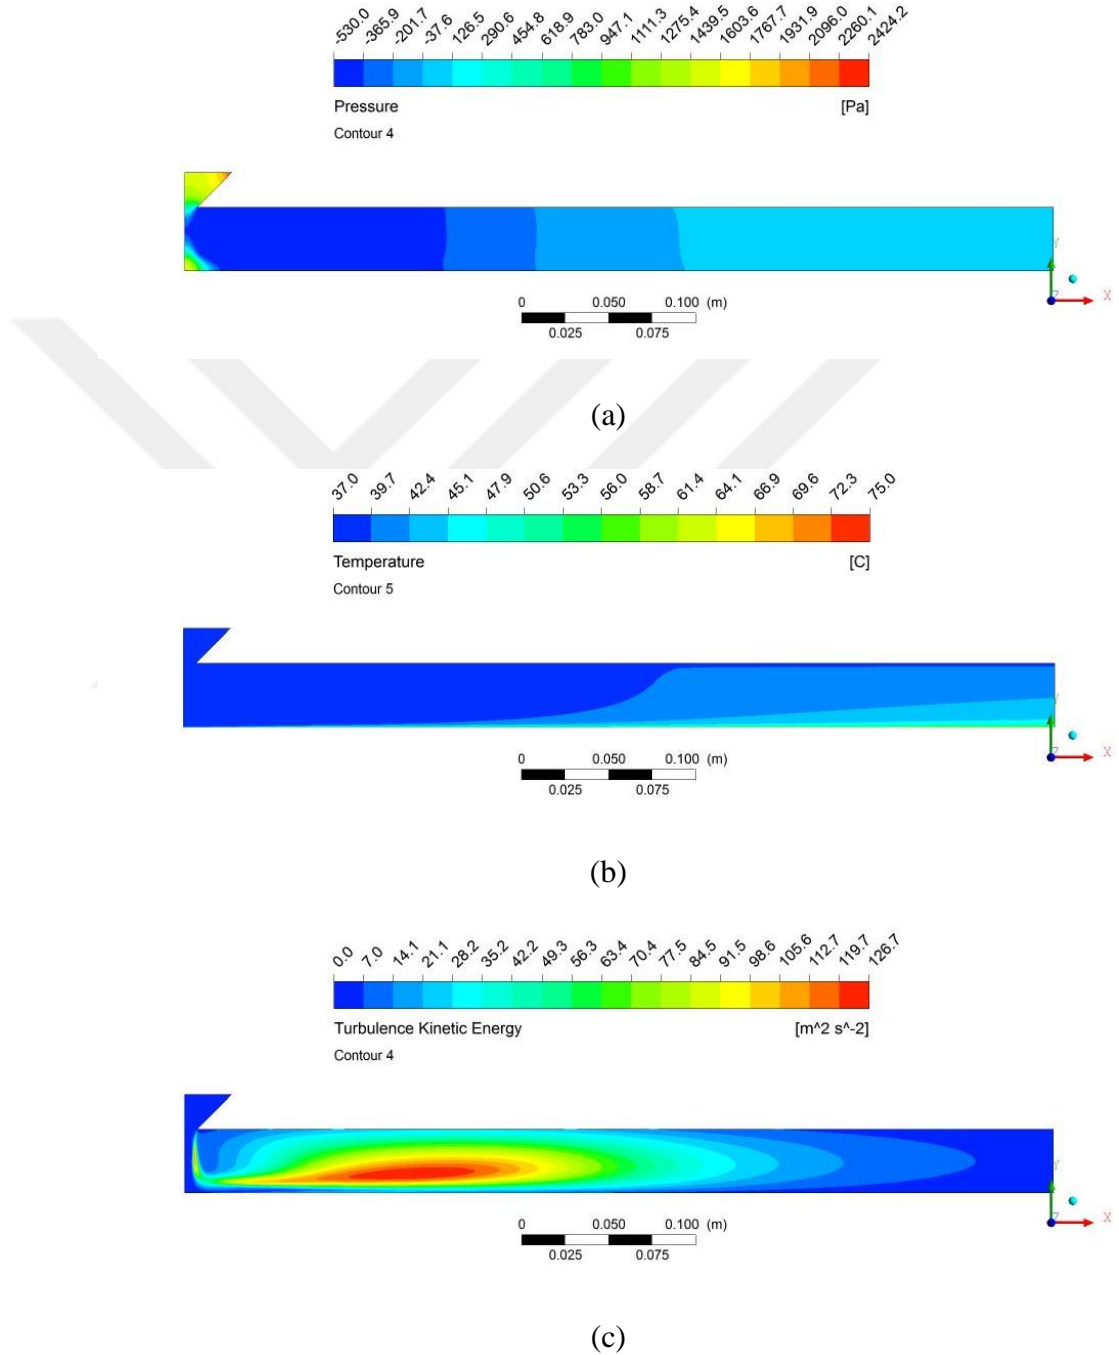 -530.0 -365.9 -201.7 -37.6 126.5 290.6 454.8 618.9 783.0 947.1 1111.3 1275.4 1439.5 1603.6 1767.7 1931.9 2096.0 2260.1 2424.2
Pressure [Pa]
Contour 4
Y
Z X
0 0.050 0.100 (m)
0.025 0.075
(a)
37.0 39.7 42.4 45.1 47.9 50.6 53.3 56.0 58.7 61.4 64.1 66.9 69.6 72.3 75.0
Temperature [C]
Contour 5
Y
Z X
0 0.050 0.100 (m)
0.025 0.075
(b)
0.0 7.0 14.1 21.1 28.2 35.2 42.2 49.3 56.3 63.4 70.4 77.5 84.5 91.5 98.6 105.6 112.7 119.7 126.7
Turbulence Kinetic Energy [m^2 s^-2]
Contour 4
Y
Z X
0 0.050 0.100 (m)
0.025 0.075
(c)